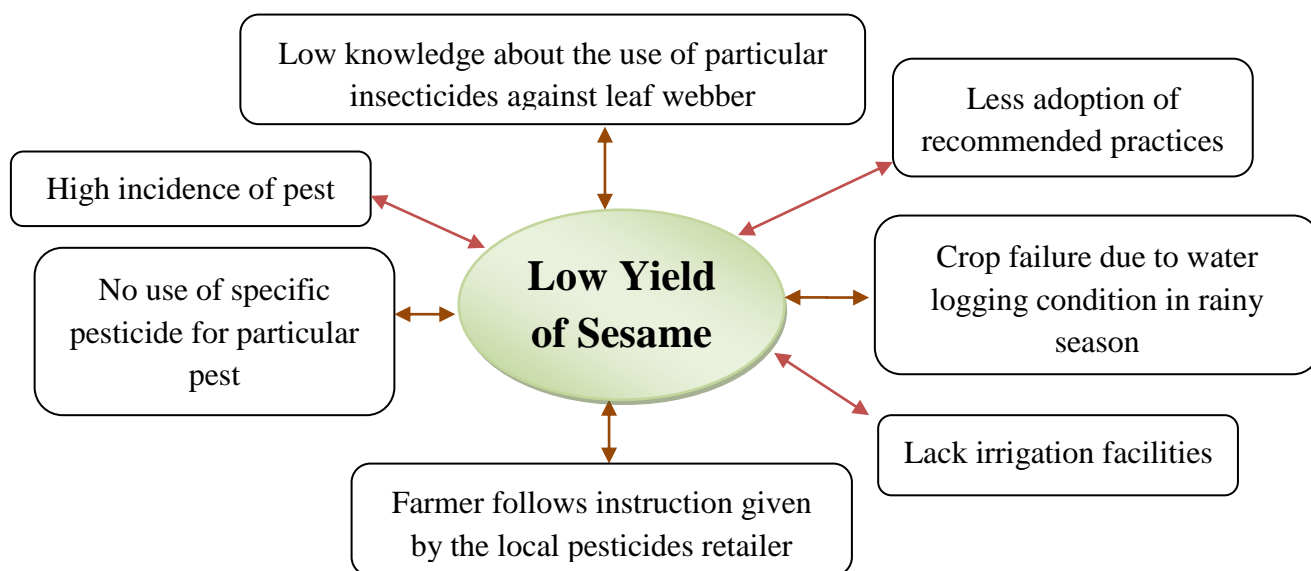 Low knowledge about the use of particular
insecticides against leaf webber
Less adoption of
recommended practices
High incidence of pest
Low Yield
of Sesame
Crop failure due to water
logging condition in rainy
season
No use of specific
pesticide for particular
pest
Lack irrigation facilities
Farmer follows instruction given
by the local pesticides retailer